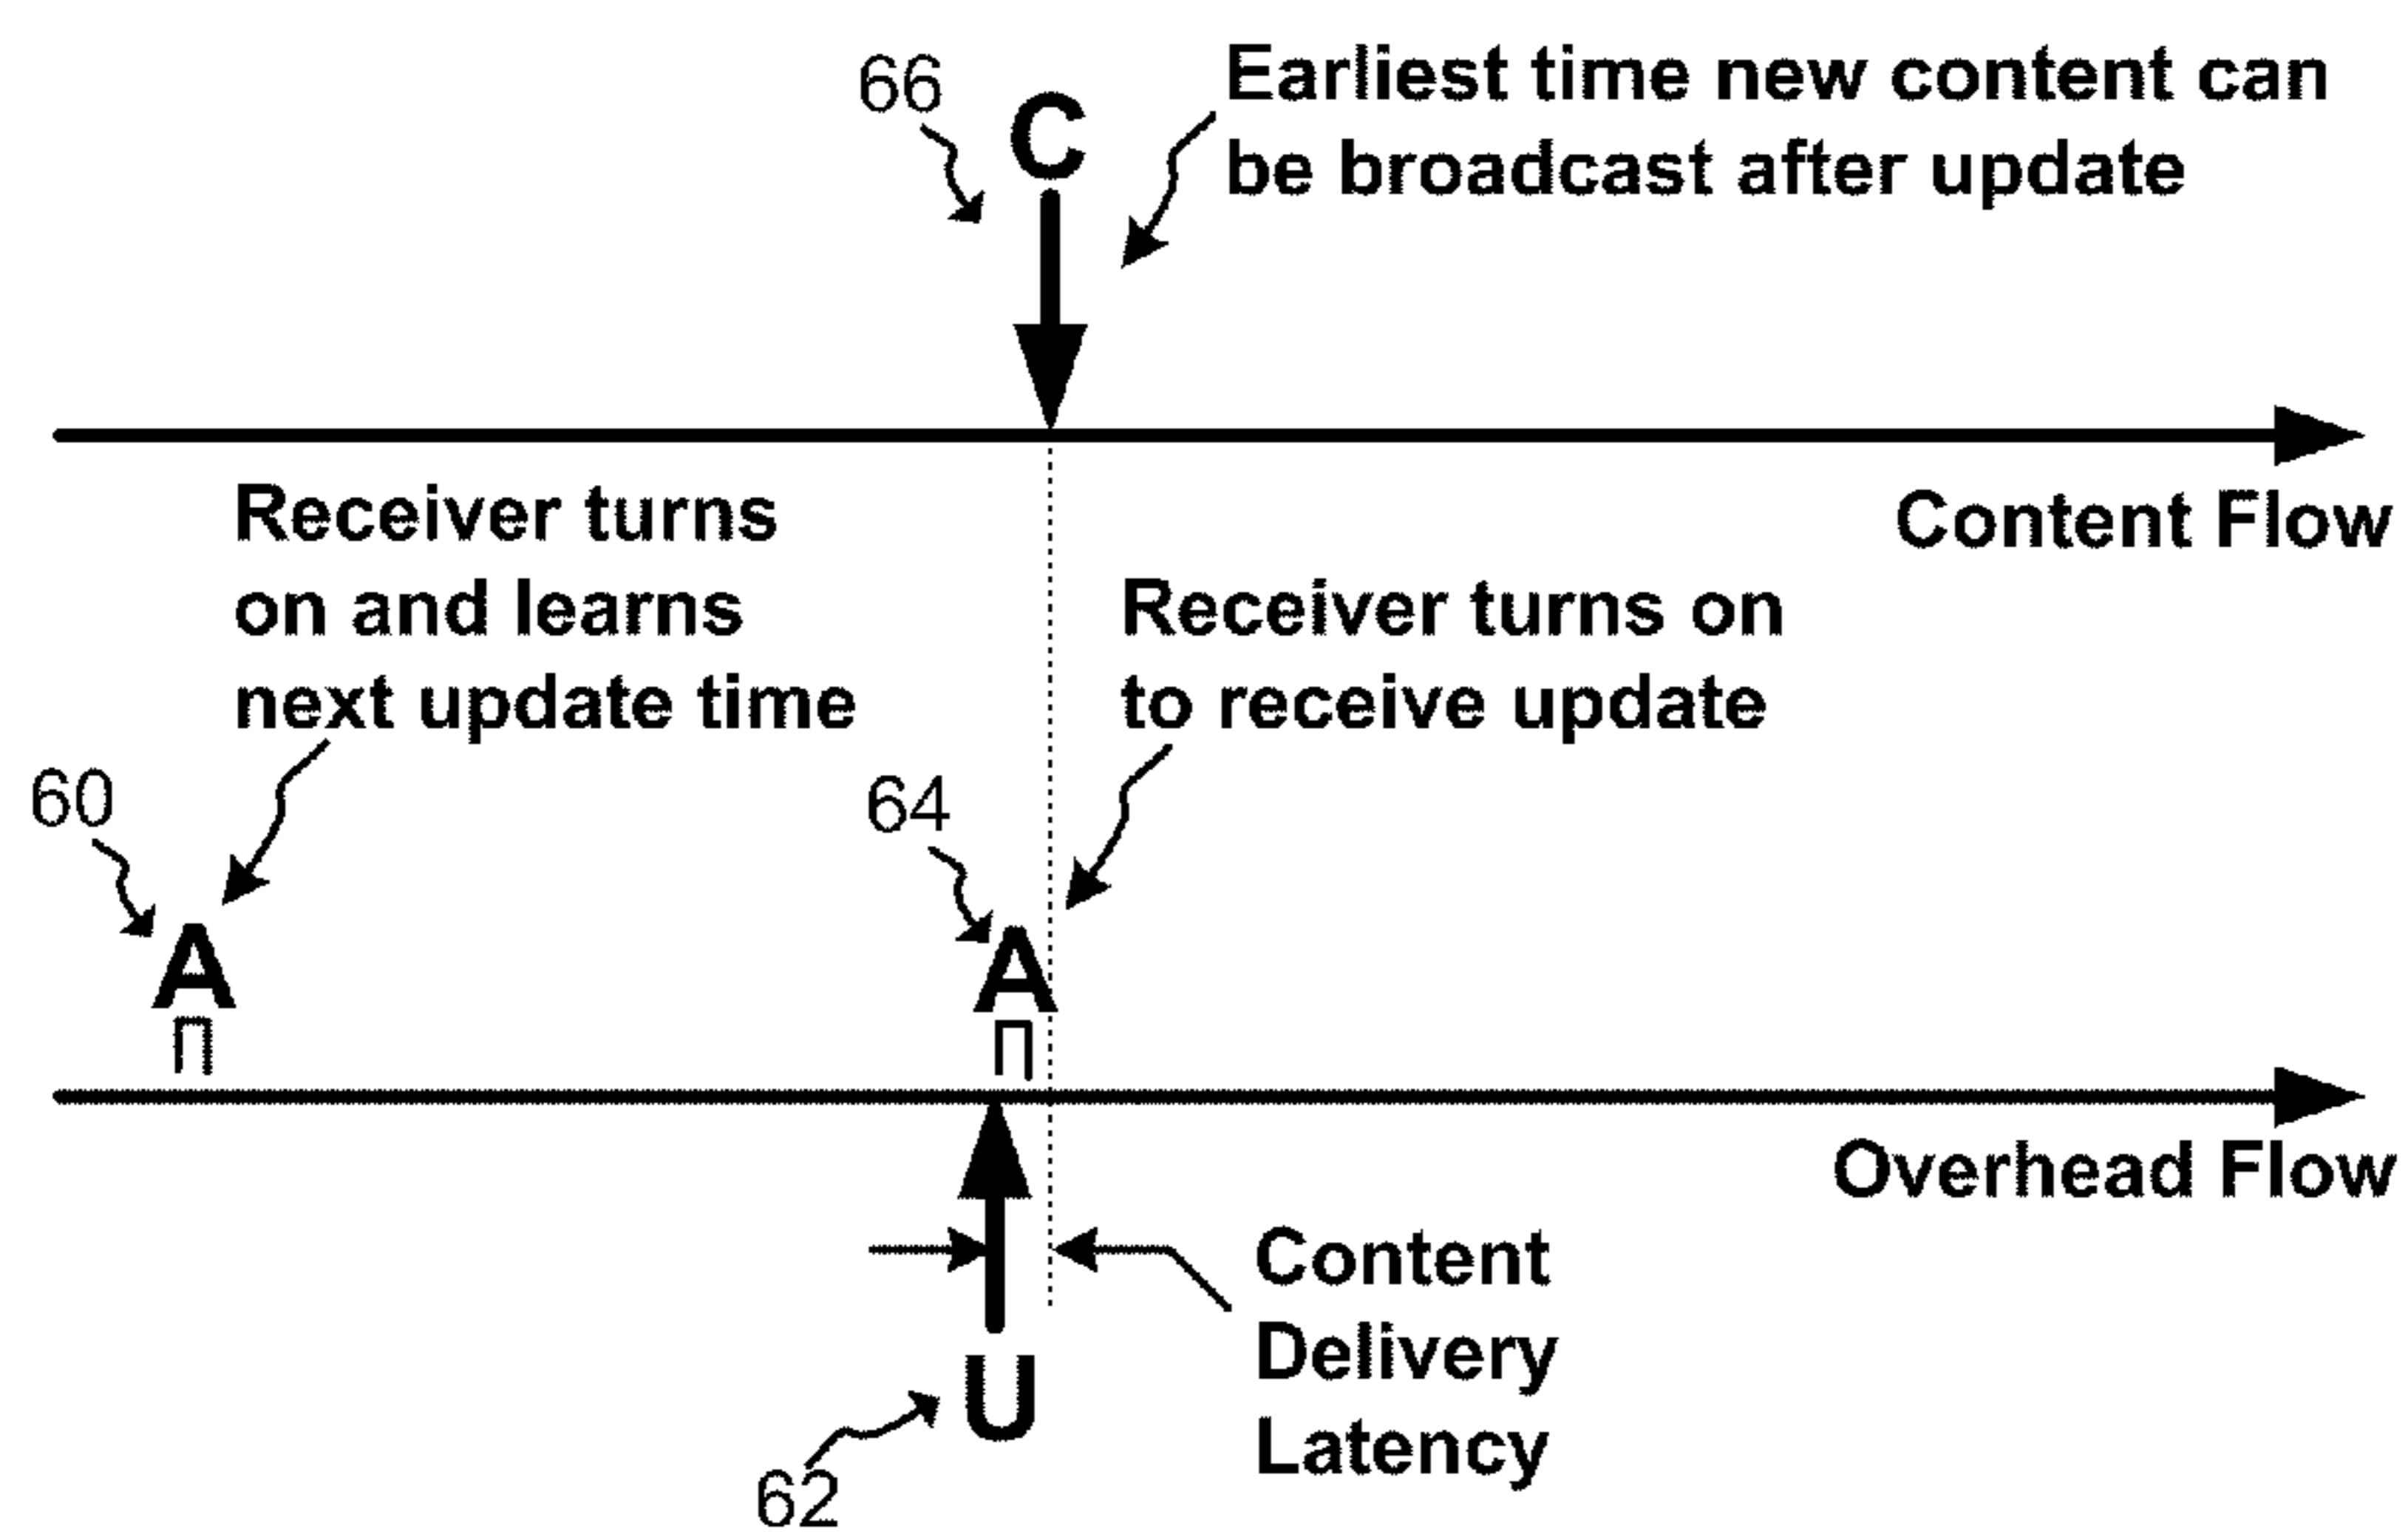 66
C
Earliest time new content can
be broadcast after update
Content Flow
Receiver turns
on and learns
next update time
Receiver turns on
to receive update
60
A
64
A
Overhead Flow
U
62
Content
Delivery
Latency